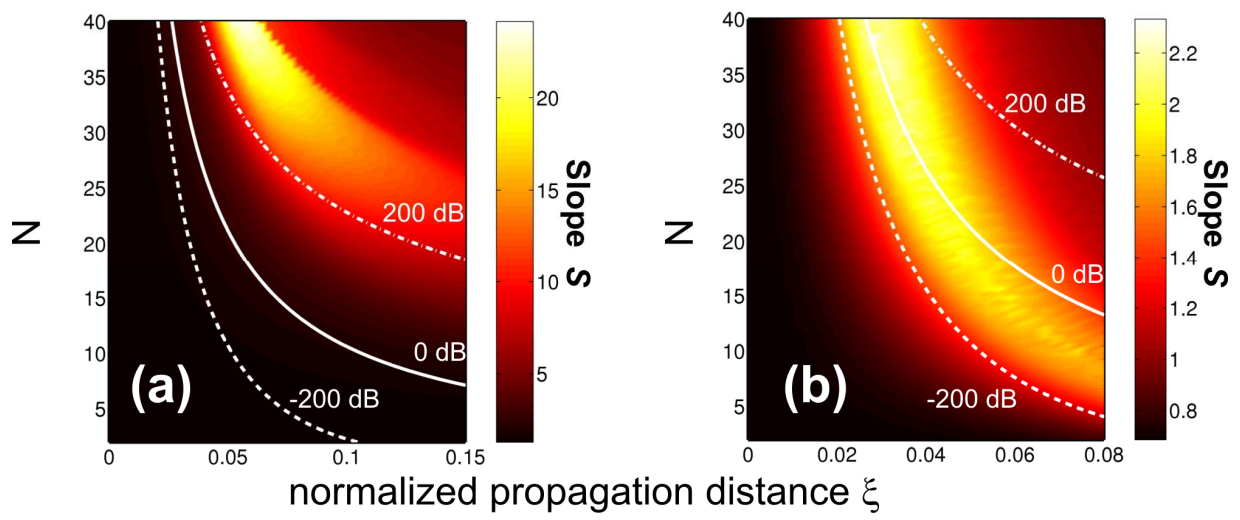 40
35
30
25
20
15
10
5
N
0
0.05
0.1
0.15
200 dB
0 dB
-200 dB
(a)
20
15
10
5
Slope S
40
35
30
25
20
15
10
5
N
0
0.02
0.04
0.06
0.08
200 dB
0 dB
-200 dB
(b)
2.2
2
1.8
1.6
1.4
1.2
1
0.8
Slope S
normalized propagation distance ξ